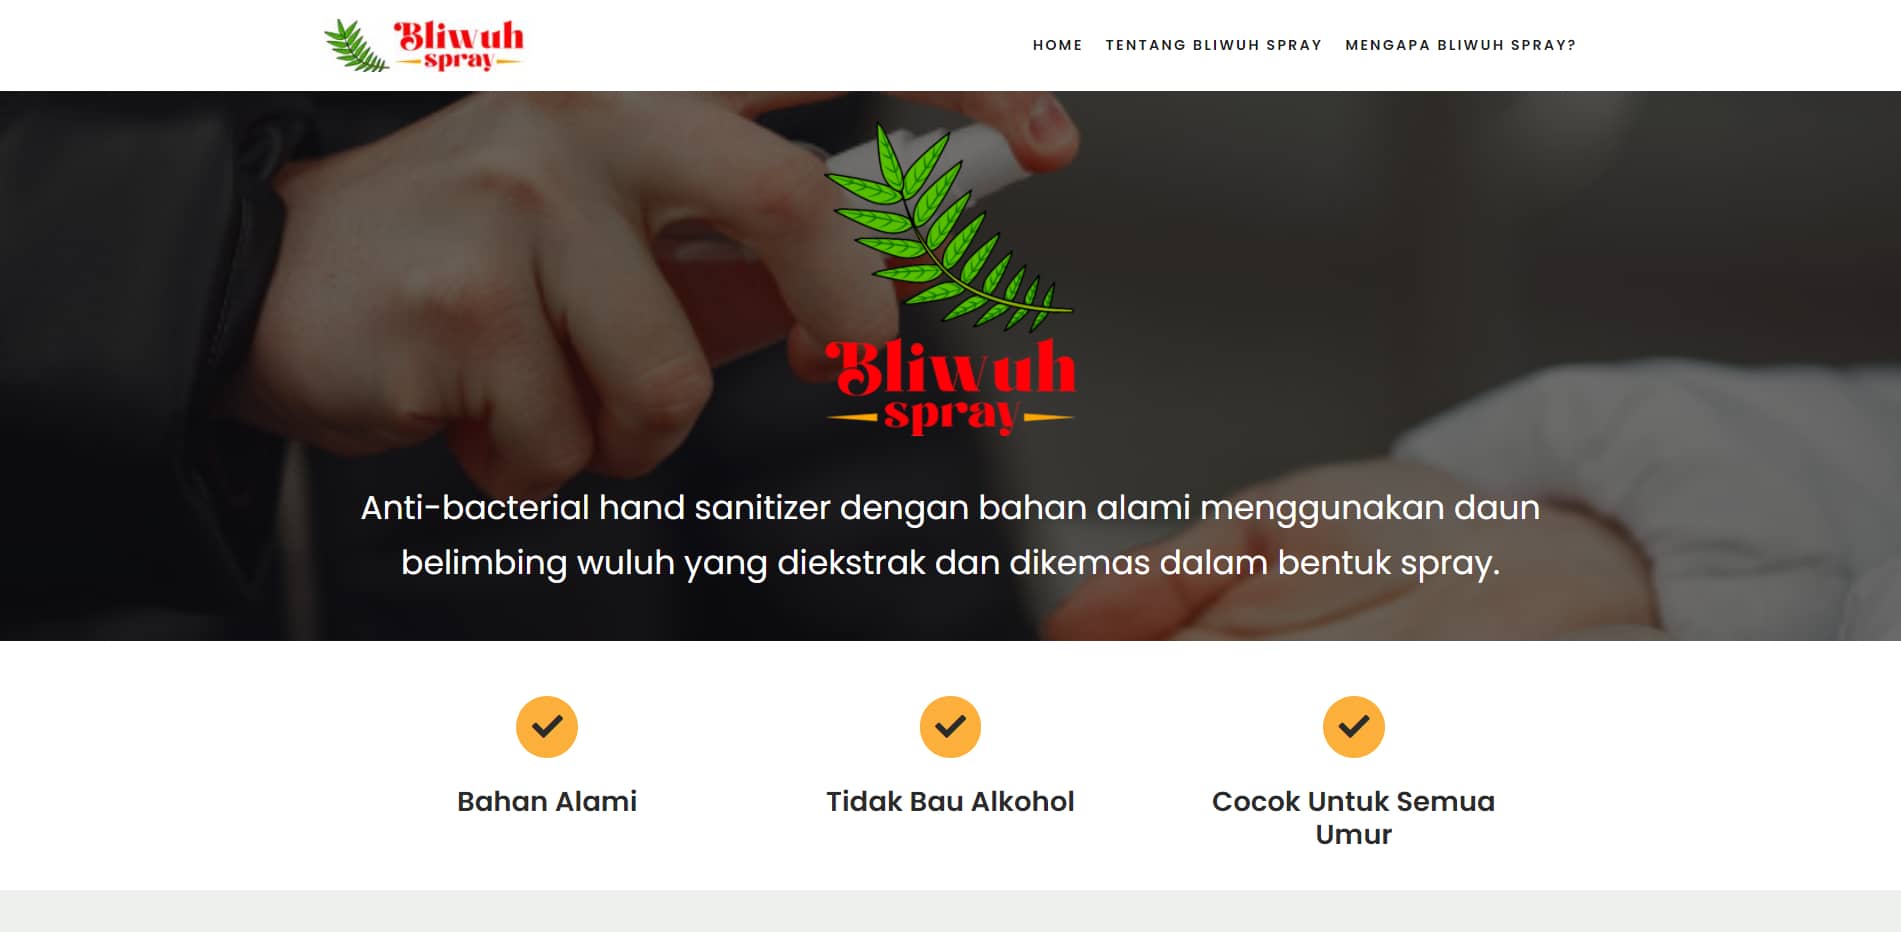 Bliwuh
spray
HOME TENTANG BLIWUH SPRAY MENGAPA BLIWUH SPRAY?
Bliwuh
spray
Anti-bacterial hand sanitizer dengan bahan alami menggunakan daun
belimbing wuluh yang diekstrak dan dikemas dalam bentuk spray.
Bahan Alami
Tidak Bau Alkohol
Cocok Untuk Semua
Umur